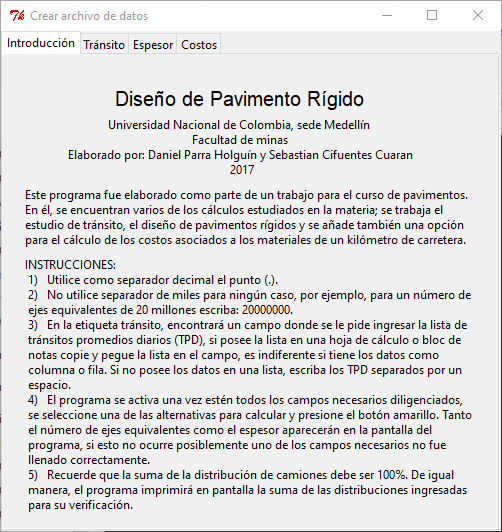 Crear archivo de datos
Introducción Tránsito Espesor Costos
Diseño de Pavimento Rígido
Universidad Nacional de Colombia, sede Medellín
Facultad de minas
Elaborado por: Daniel Parra Holguín y Sebastian Cifuentes Cuaran
2017
Este programa fue elaborado como parte de un trabajo para el curso de pavimentos.
En él, se encuentran varios de los cálculos estudiados en la materia; se trabaja el
estudio de tránsito, el diseño de pavimentos rígidos y se añade también una opción
para el cálculo de los costos asociados a los materiales de un kilómetro de carretera.
INSTRUCCIONES:
1) Utilice como separador decimal el punto (.).
2) No utilice separador de miles para ningún caso, por ejemplo, para un número de
ejes equivalentes de 20 millones escriba: 20000000.
3) En la etiqueta tránsito, encontrará un campo donde se le pide ingresar la lista de
tránsitos promedios diarios (TPD), si posee la lista en una hoja de cálculo o bloc de
notas copie y pegue la lista en el campo, es indiferente si tiene los datos como
columna o fila. Si no posee los datos en una lista, escriba los TPD separados por un
espacio.
4) El programa se activa una vez estén todos los campos necesarios diligenciados,
se seleccione una de las alternativas para calcular y presione el botón amarillo. Tanto
el número de ejes equivalentes como el espesor aparecerán en la pantalla del
programa, si esto no ocurre posiblemente uno de los campos necesarios no fue
llenado correctamente.
5) Recuerde que la suma de la distribución de camiones debe ser 100%. De igual
manera, el programa imprimirá en pantalla la suma de las distribuciones ingresadas
para su verificación.